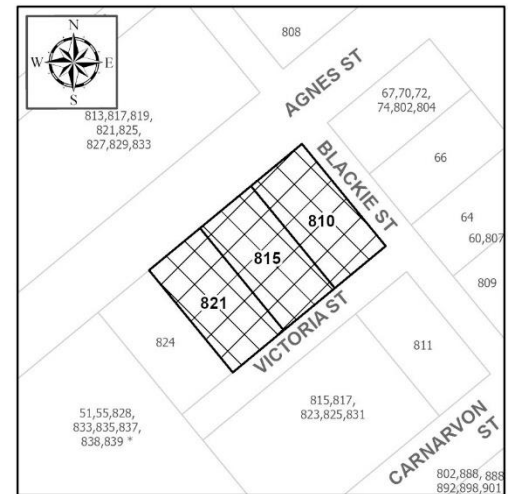 N
W E
S
808
AGNES ST
813,817,819,
821,825,
827,829,833
67,70,72,
74,802,804
BLACKIE ST
66
810
64
60,807
815
809
821
VICTORIA ST
824
811
815,817,
823,825,831
51,55,828,
833,835,837,
838,839 *
CARNARVON
ST
802,888, 888
892,898,901